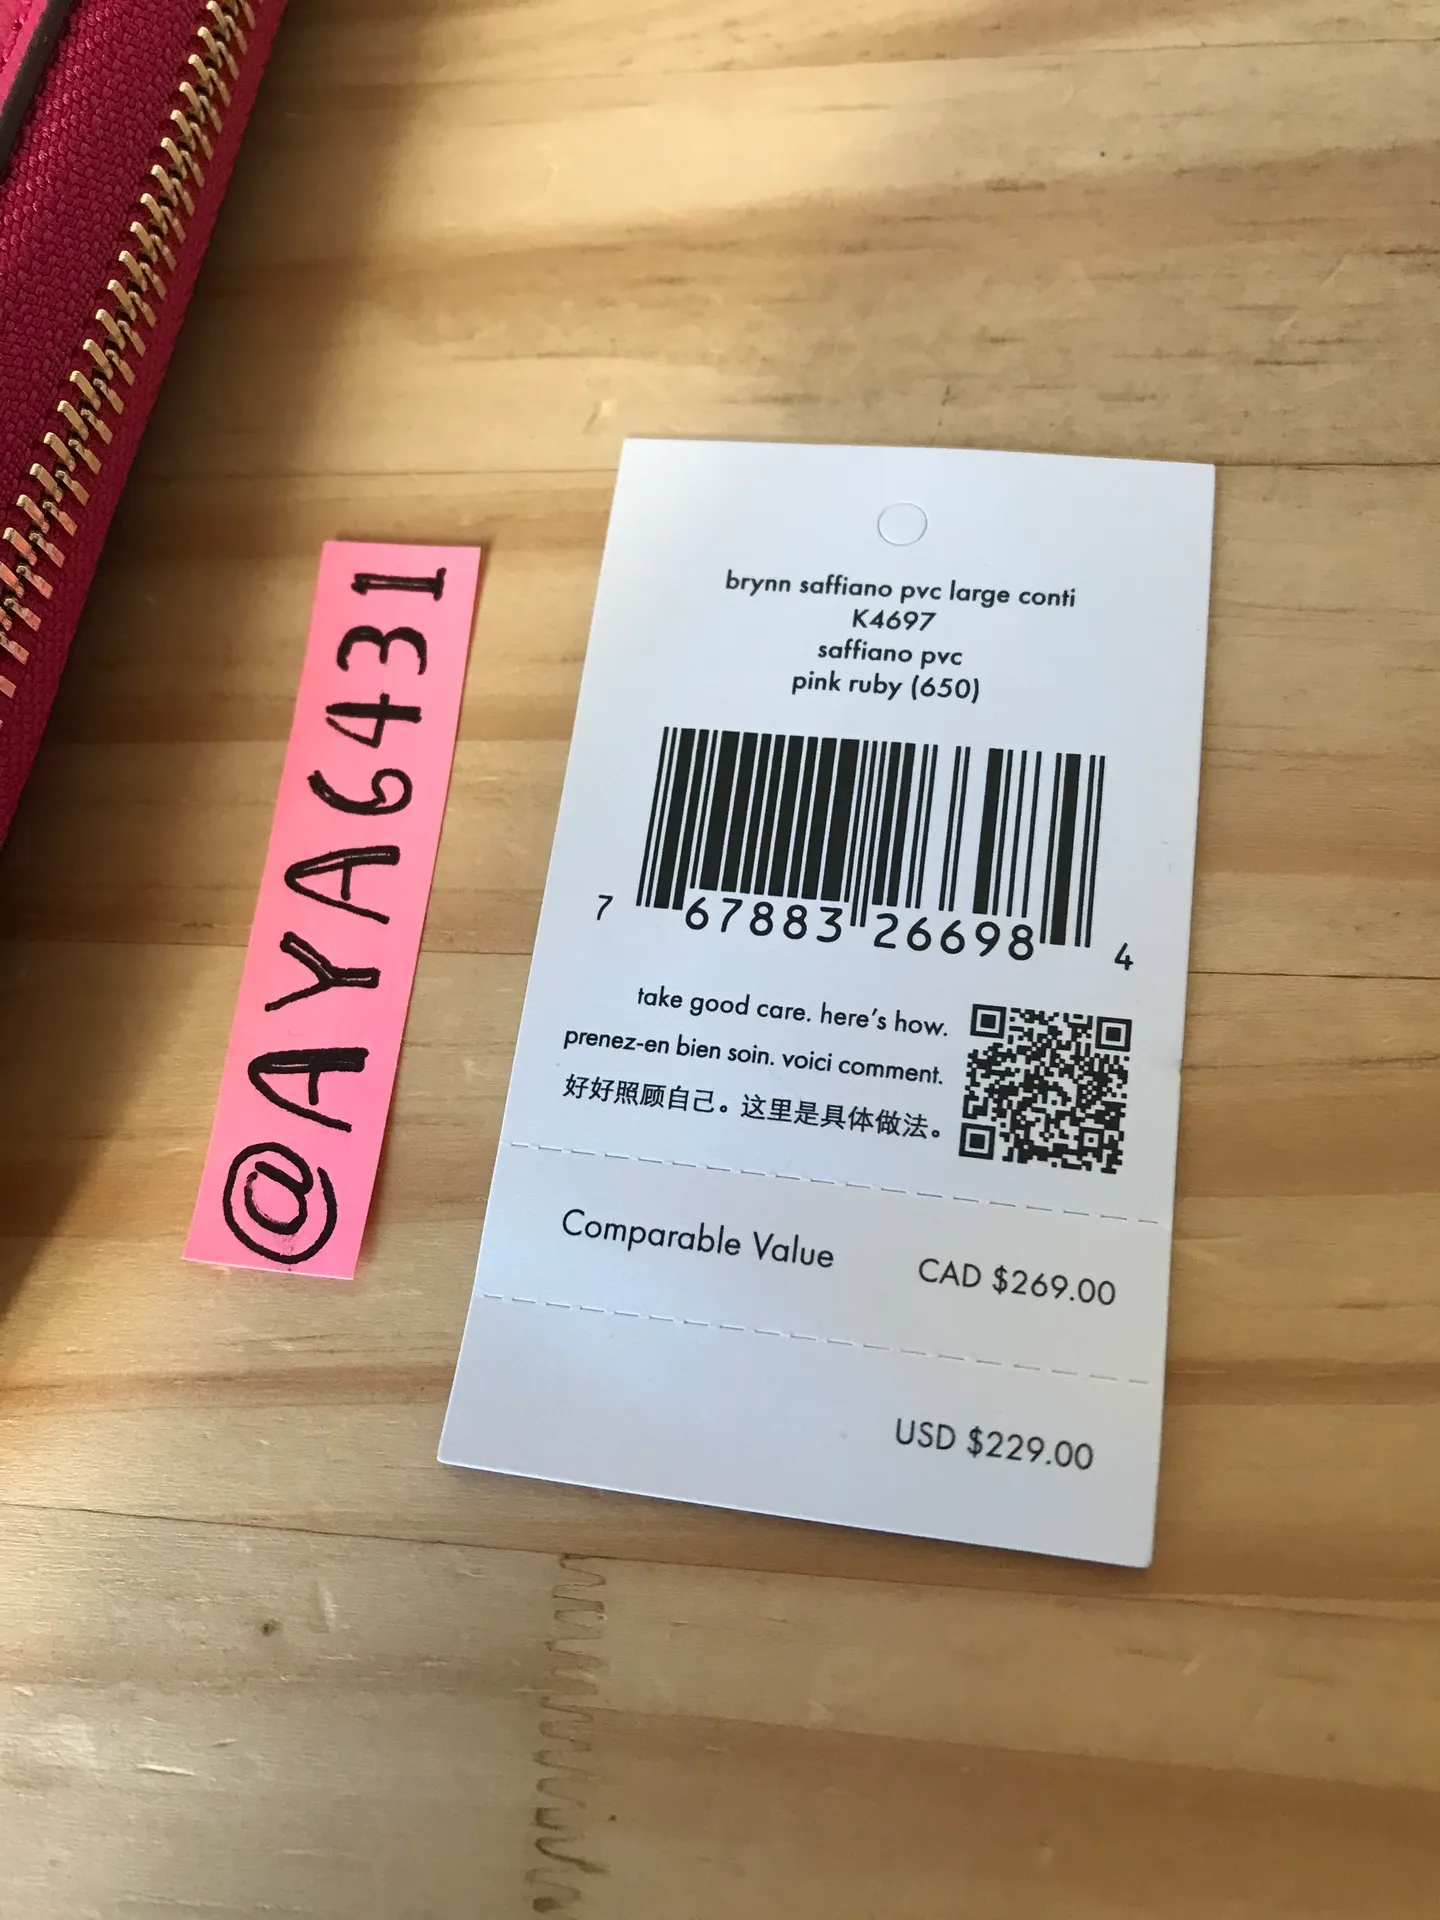 @AYA6431
brynn saffiano pvc large conti
K4697
saffiano pvc
pink ruby (650)
7 67883 26698 4
take good care. here's how.
prenez-en bien soin. voici comment.
好好照顾自己。这里是具体做法。
Comparable Value CAD $269.00
USD $229.00